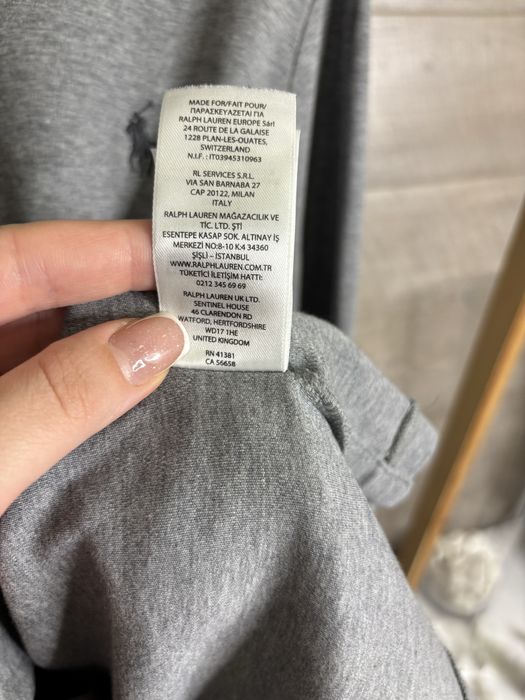 MADE FOR/FAIT POUR/
ΠΑΡΑΣΚΕΥΑΖΕΤΑΙ ΓΙΑ
RALPH LAUREN EUROPE Sàrl
24 ROUTE DE LA GALAISE
1228 PLAN-LES-OUATES,
SWITZERLAND
N.I.F. : IT03945310963
RL SERVICES S.R.L.
VIA SAN BARNABA 27
CAP 20122, MILAN
ITALY
RALPH LAUREN MAĞAZACILIK VE
TİC. LTD. ŞTİ
ESENTEPE KASAP SOK. ALTINAY İŞ
MERKEZİ NO:8-10 K:4 34360
ŞİŞLİ – İSTANBUL
WWW.RALPHLAUREN.COM.TR
TÜKETİCİ İLETİŞİM HATTI:
0212 345 69 69
RALPH LAUREN UK LTD.
SENTINEL HOUSE
46 CLARENDON RD
WATFORD, HERTFORDSHIRE
WD17 1HE
UNITED KINGDOM
RN 41381
CA 56658